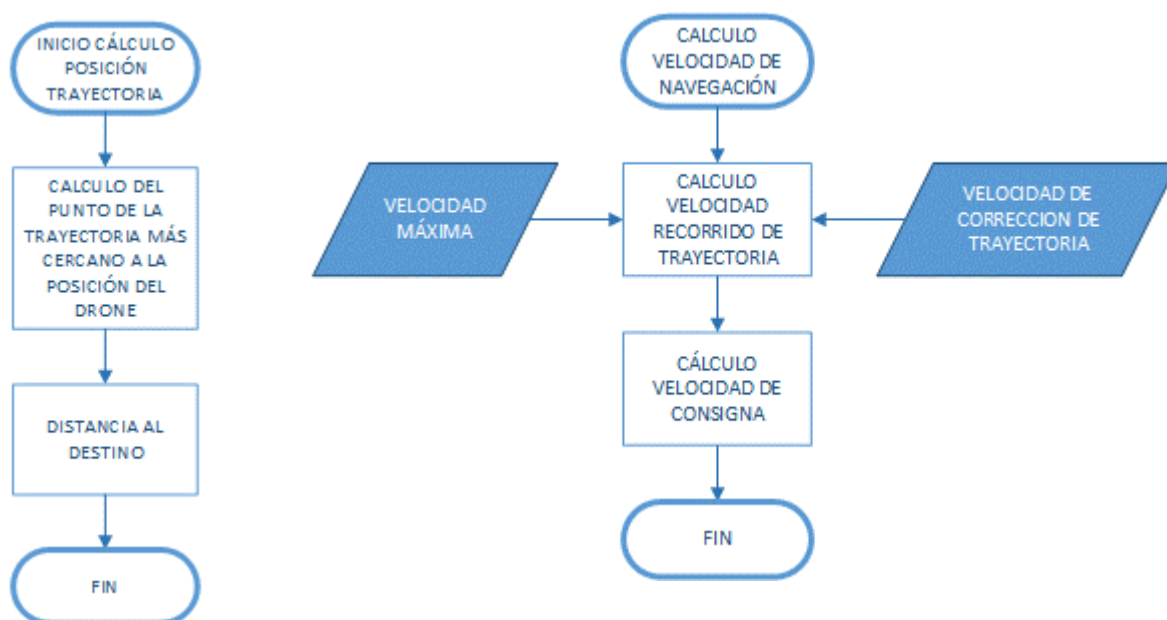 INICIO CÁLCULO
POSICIÓN
TRAYECTORIA
CALCULO DEL
PUNTO DE LA
TRAYECTORIA MÁS
CERCANO A LA
POSICIÓN DEL
DRONE
DISTANCIA AL
DESTINO
FIN
CALCULO
VELOCIDAD DE
NAVEGACIÓN
VELOCIDAD
MÁXIMA
CALCULO
VELOCIDAD
RECORRIDO DE
TRAYECTORIA
VELOCIDAD DE
CORRECCION DE
TRAYECTORIA
CÁLCULO
VELOCIDAD DE
CONSIGNA
FIN